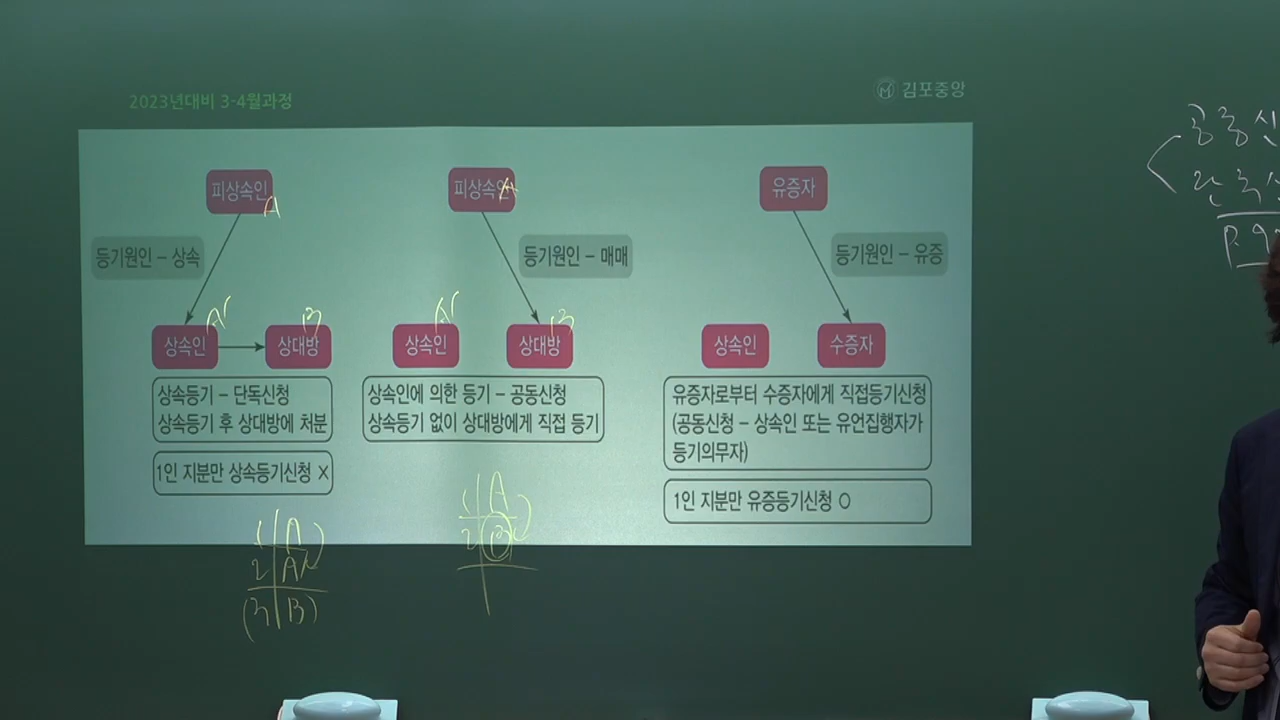 2023년대비 3-4월과정
김포중앙
피상속인
A
등기원인 – 상속
A'
B
상속인
상대방
상속등기 – 단독신청
상속등기 후 상대방에 처분
1인 지분만 상속등기신청 X
1 A
2 A'
(3 B)
피상속인
A
등기원인 – 매매
A'
B
상속인
상대방
상속인에 의한 등기 – 공동신청
상속등기 없이 상대방에게 직접 등기
1 A
2 B
유증자
등기원인 – 유증
상속인
수증자
유증자로부터 수증자에게 직접등기신청
(공동신청 – 상속인 또는 유언집행자가
등기의무자)
1인 지분만 유증등기신청 O
공동신
단독신